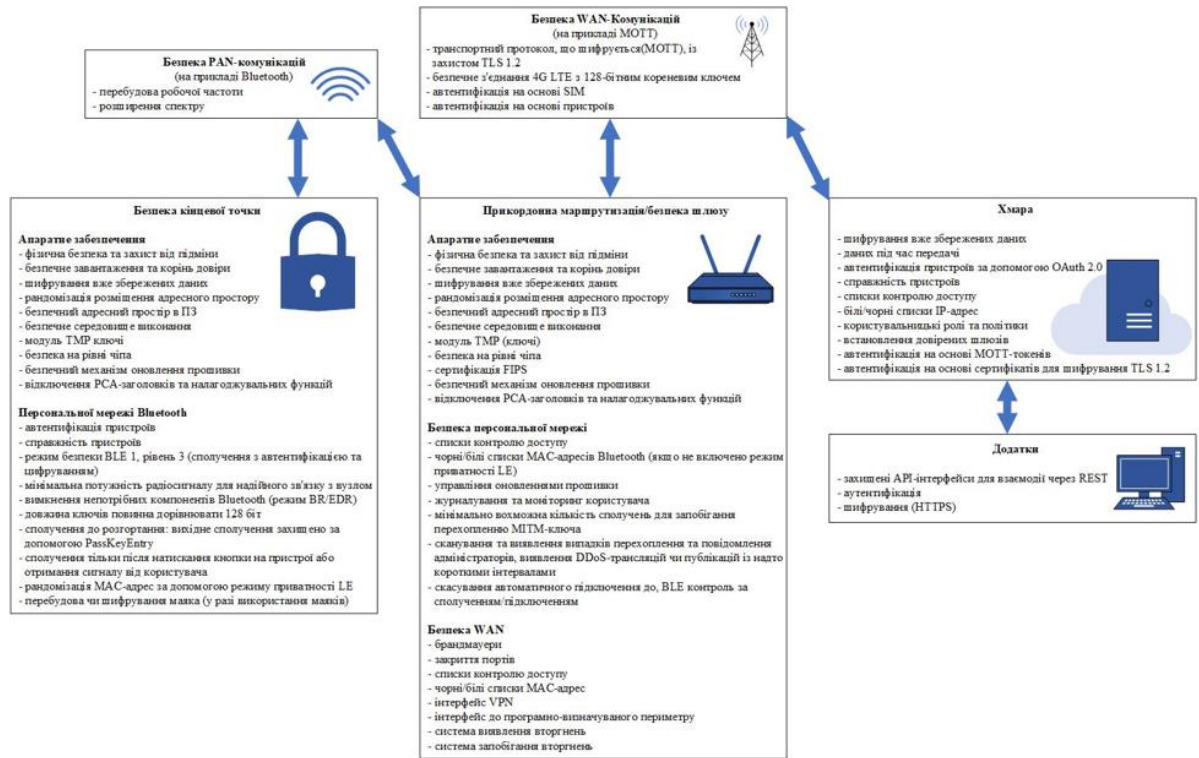 Безпека PAN-комунікацій
(на прикладі Bluetooth)
- перебудова робочої частоти
- розширення спектру
Безпека WAN-Комунікацій
(на прикладі МОТТ)
- транспортний протокол, що шифрується(МОТТ), із
захистом TLS 1.2
- безпечне з'єднання 4G LTE з 128-бітним кореневим ключем
- автентифікація на основі SIM
- автентифікація на основі пристроїв
Безпека кінцевої точки
Апаратне забезпечення
- фізична безпека та захист від підміни
- безпечне завантаження та корінь довіри
- шифрування вже збережених даних
- рандомізація розміщення адресного простору
- безпечний адресний простір в ПЗ
- безпечне середовище виконання
- модуль TMP ключі
- безпека на рівні чіпа
- безпечний механізм оновлення прошивки
- відключення PCA-заголовків та налагоджувальних функцій
Персональної мережі Bluetooth
- автентифікація пристроїв
- справжність пристроїв
- режим безпеки BLE 1, рівень 3 (сполучення з автентифікацією та
цифруванням)
- мінімальна потужність радіосигналу для надійного зв'язку з вузлом
- вимкнення непотрібних компонентів Bluetooth (режим BR/EDR)
- довжина ключів повинна дорівнювати 128 біт
- сполучення до розгортання: вихідне сполучення захищено за
допомогою PassKeyEntry
- сполучення тільки після натискання кнопки на пристрої або
отримання сигналу від користувача
- рандомізація MAC-адрес за допомогою режиму приватності LE
- перебудова чи шифрування маяка (у разі використання маяків)
Прикордонна маршрутизація/безпека шлюзу
Апаратне забезпечення
- фізична безпека та захист від підміни
- безпечне завантаження та корінь довіри
- шифрування вже збережених даних
- рандомізація розміщення адресного простору
- безпечний адресний простір в ПЗ
- безпечне середовище виконання
- модуль TMP (ключі)
- безпека на рівні чіпа
- сертифікація FIPS
- безпечний механізм оновлення прошивки
- відключення PCA-заголовків та налагоджувальних функцій
Безпека персональної мережі
- списки контролю доступу
- чорні/білі списки MAC-адресів Bluetooth (якщо не включено режим
приватності LE)
- управління оновленнями прошивки
- журналування та моніторинг користувача
- мінімально возможна кількість сполучень для запобігання
перехопленню MITM-ключа
- сканування та виявлення випадків перехоплення та повідомлення
адміністраторів, виявлення DDoS-трансляцій чи публікацій із надто
короткими інтервалами
- скасування автоматичного підключення до, BLE контроль за
сполученням/підключенням
Безпека WAN
- брандмауери
- закриття портів
- списки контролю доступу
- чорні/білі списки MAC-адрес
- інтерфейс VPN
- інтерфейс до програмно-визначуваного периметру
- система виявлення вторгнень
- система запобігання вторгнень
Хмара
- шифрування вже збережених даних
- даних під час передачі
- автентифікація пристроїв за допомогою OAuth 2.0
- справжність пристроїв
- списки контролю доступу
- білі/чорні списки IP-адрес
- користувальницькі ролі та політики
- встановлення довірених шлюзів
- автентифікація на основі МОТТ-токенів
- автентифікація на основі сертифікатів для шифрування TLS 1.2
Додатки
- захищені API-інтерфейси для взаємодії через REST
- аутентифікація
- шифрування (HTTPS)